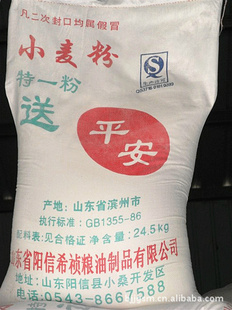 凡二次封口均属假冒
小麦粉
特一粉
送
平安
产地:山东省滨州市
执行标准:GB1355-86
配料表:见合格证 净含量:24.5kg
山东省阳信希祯粮油制品有限公司
地址:山东阳信县小桑开发区
电话:0543-8667588